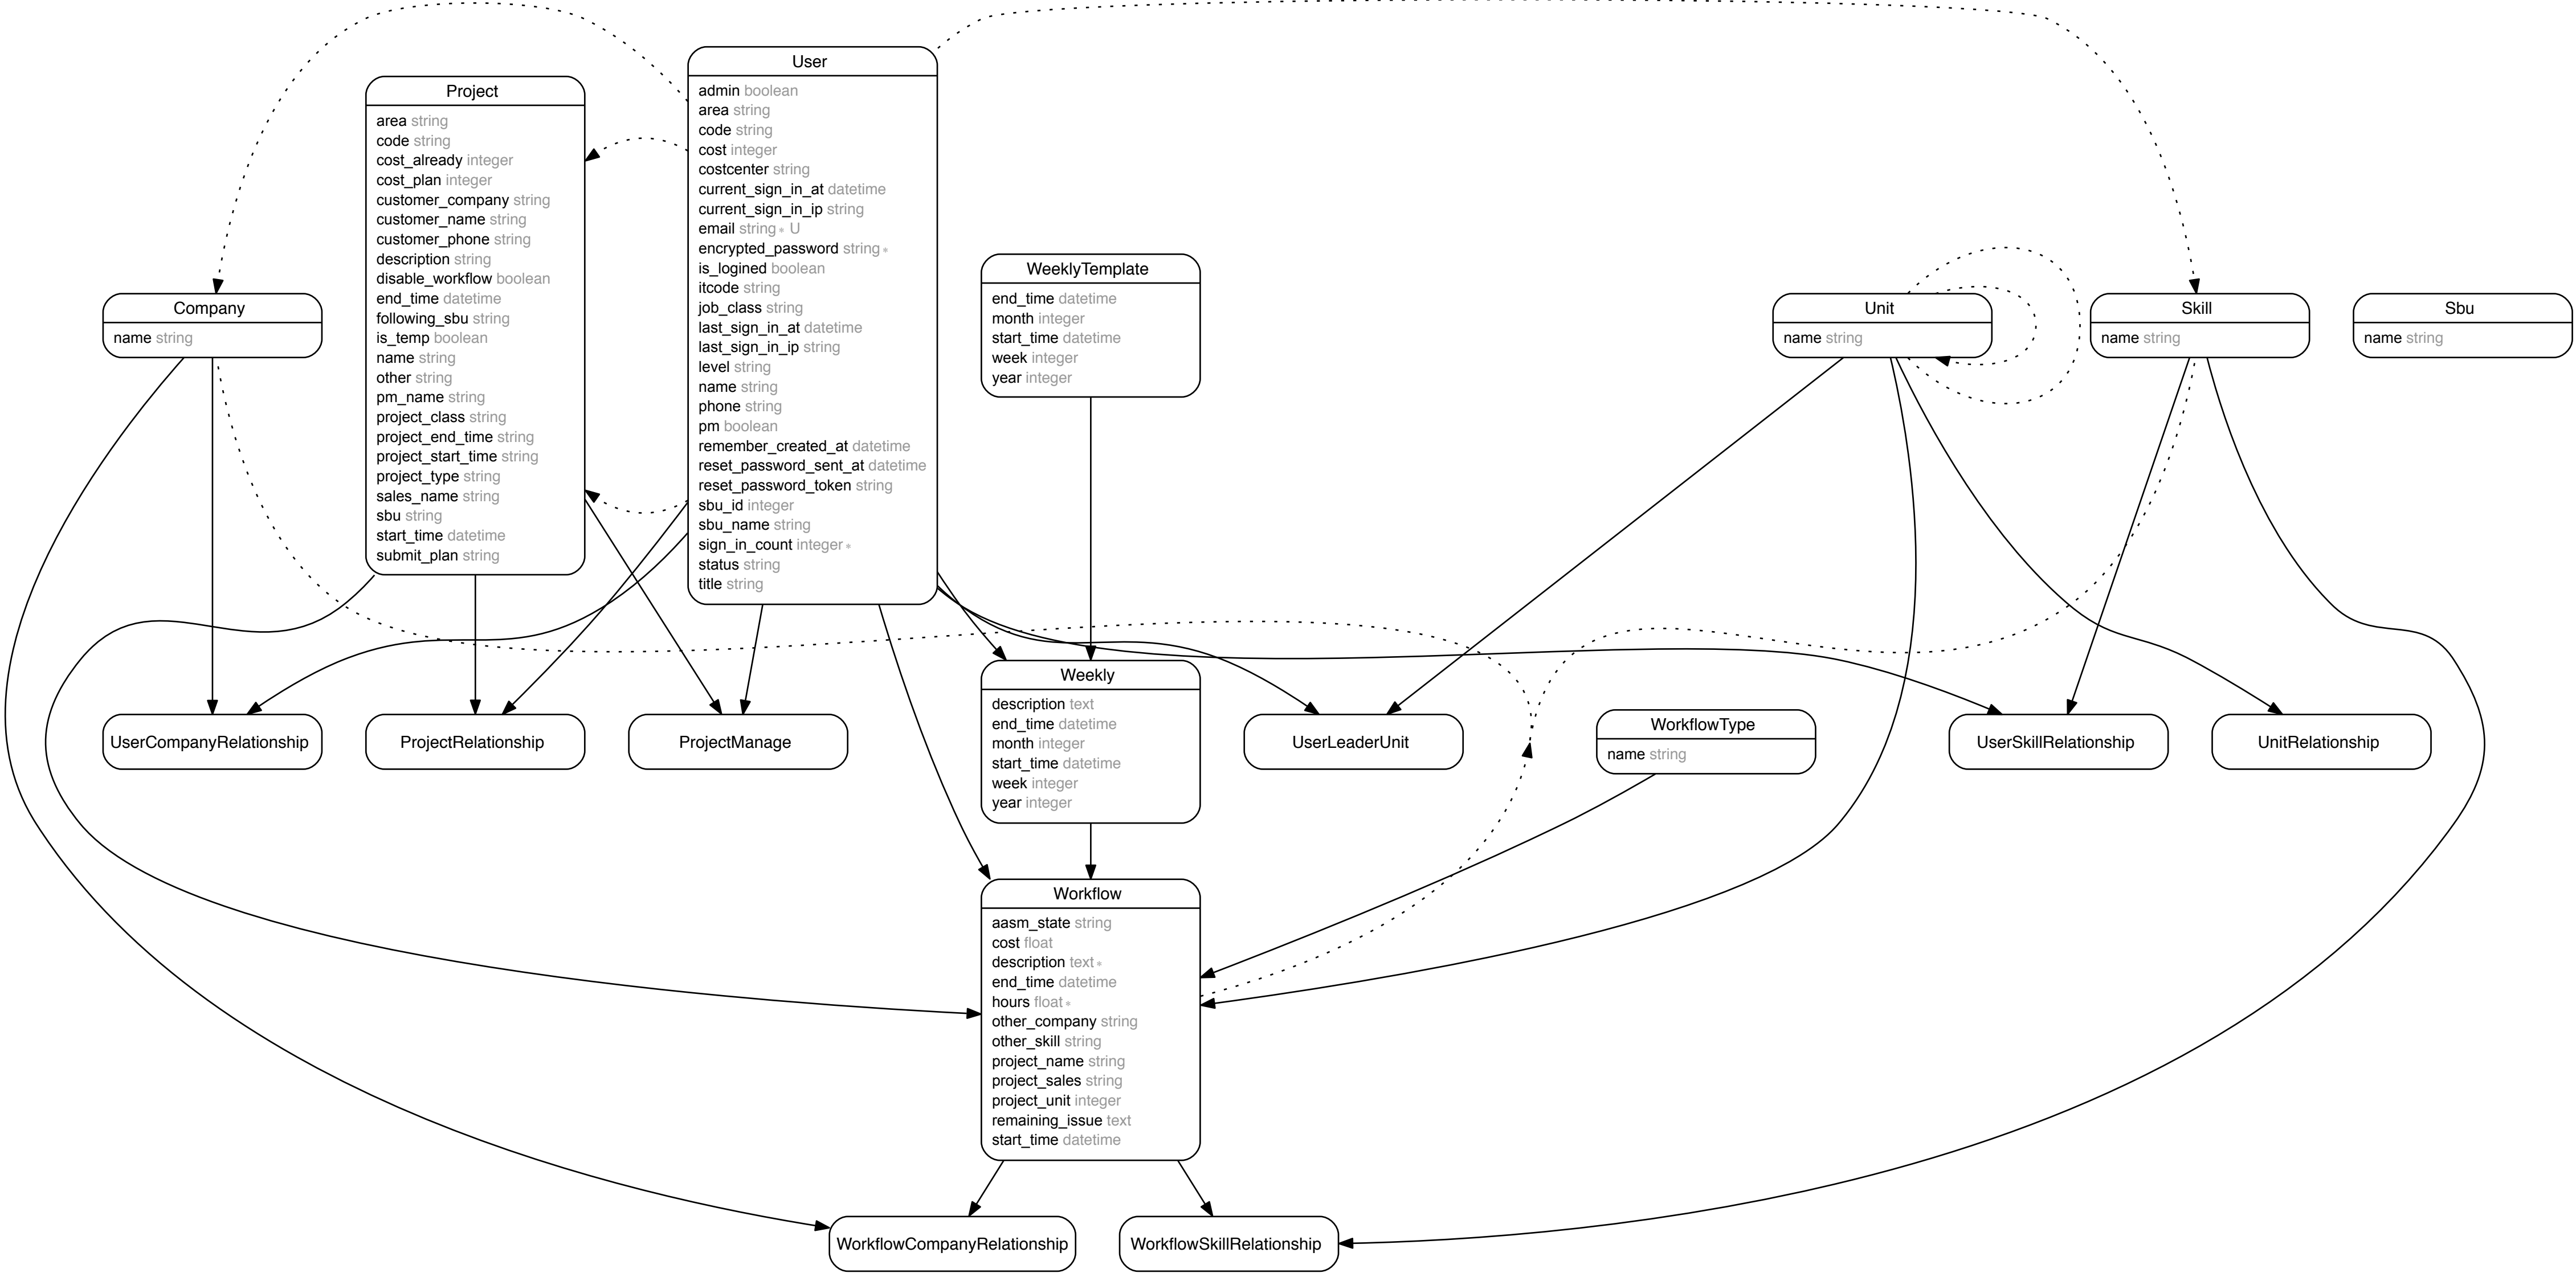 User
admin boolean
area string
code string
cost integer
costcenter string
current_sign_in_at datetime
current_sign_in_ip string
email string∗ U
encrypted_password string∗
is_logined boolean
itcode string
job_class string
last_sign_in_at datetime
last_sign_in_ip string
level string
name string
phone string
pm boolean
remember_created_at datetime
reset_password_sent_at datetime
reset_password_token string
sbu_id integer
sbu_name string
sign_in_count integer∗
status string
title string
Project
area string
code string
cost_already integer
cost_plan integer
customer_company string
customer_name string
customer_phone string
description string
disable_workflow boolean
end_time datetime
following_sbu string
is_temp boolean
name string
other string
pm_name string
project_class string
project_end_time string
project_start_time string
project_type string
sales_name string
sbu string
start_time datetime
submit_plan string
WeeklyTemplate
end_time datetime
month integer
start_time datetime
week integer
year integer
Company
name string
Unit
name string
Skill
name string
Sbu
name string
Weekly
description text
end_time datetime
month integer
start_time datetime
week integer
year integer
UserCompanyRelationship
ProjectRelationship
ProjectManage
UserLeaderUnit
WorkflowType
name string
UserSkillRelationship
UnitRelationship
Workflow
aasm_state string
cost float
description text∗
end_time datetime
hours float∗
other_company string
other_skill string
project_name string
project_sales string
project_unit integer
remaining_issue text
start_time datetime
WorkflowCompanyRelationship
WorkflowSkillRelationship